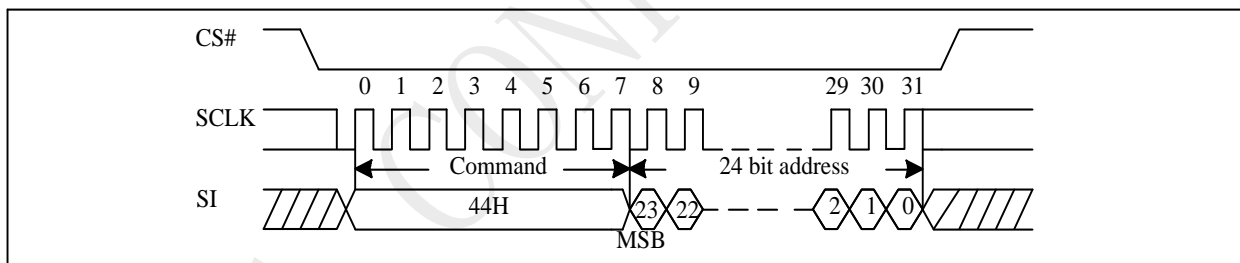 CS#
0 1 2 3 4 5 6 7 8 9 29 30 31
SCLK
Command 24 bit address
SI 44H 23 22 2 1 0
MSB